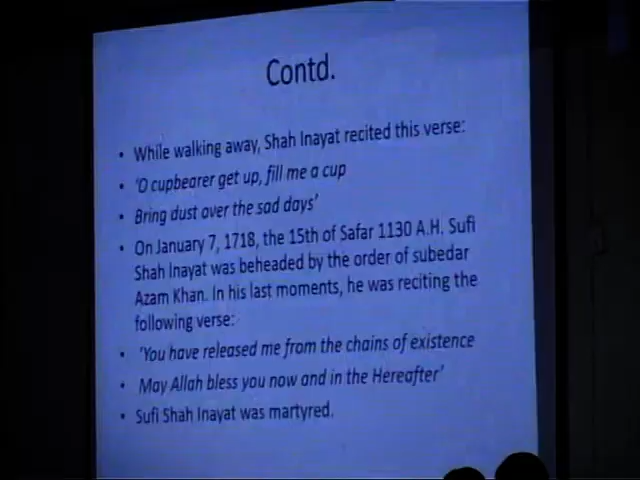 Contd.
• While walking away, Shah Inayat recited this verse:
• 'O cupbearer get up, fill me a cup
• Bring dust over the sad days'
• On January 7, 1718, the 15th of Safar 1130 A.H. Sufi
Shah Inayat was beheaded by the order of subedar
Azam Khan. In his last moments, he was reciting the
following verse:
• 'You have released me from the chains of existence
• May Allah bless you now and in the Hereafter'
• Sufi Shah Inayat was martyred.